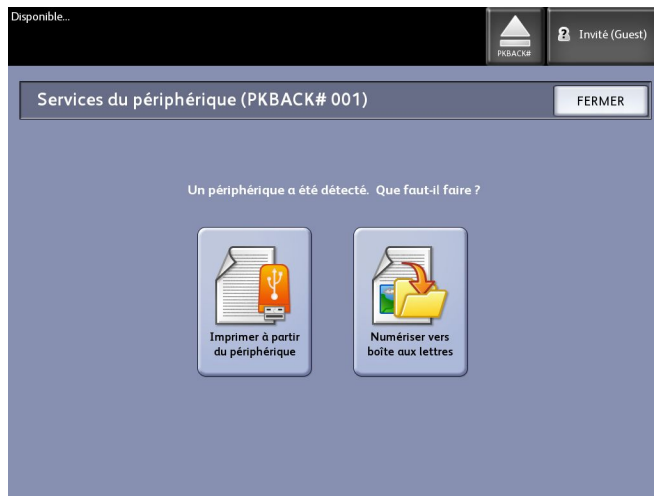 Disponible...
PKBACK#
Invité (Guest)
Services du périphérique (PKBACK# 001)
FERMER
Un périphérique a été détecté. Que faut-il faire ?
Imprimer à partir
du périphérique
Numériser vers
boîte aux lettres